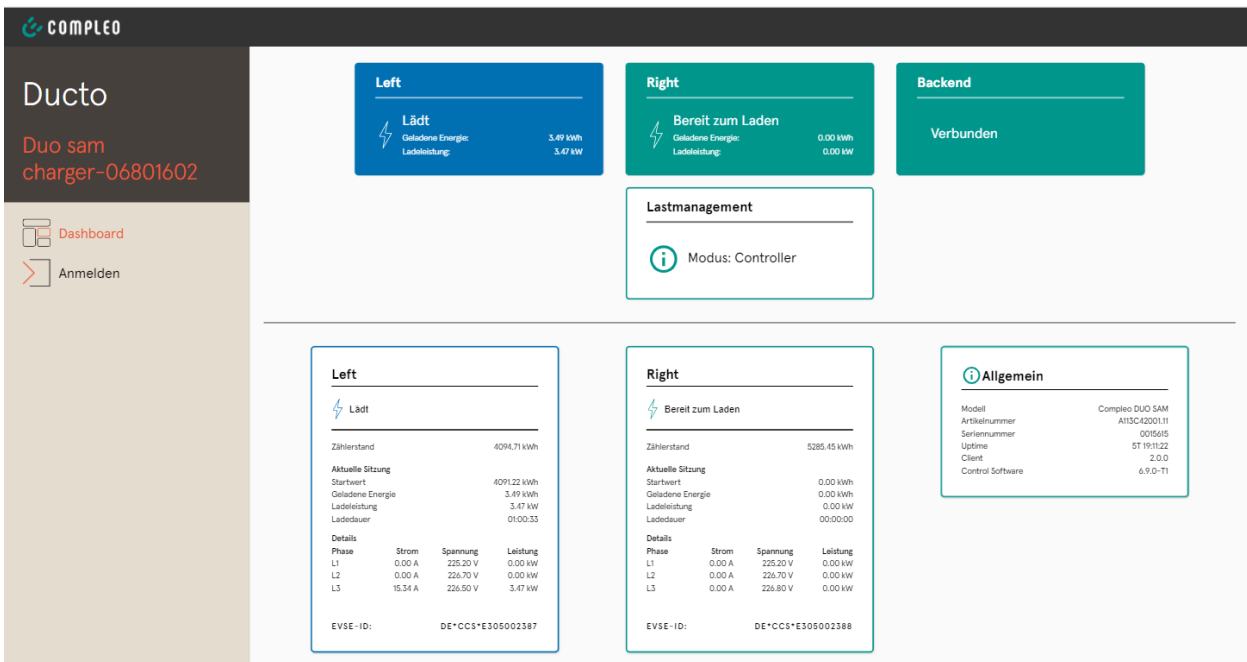 COMPLEO
Ducto
Duo sam
charger-06801602
Dashboard
Anmelden
Left
Lädt
Geladene Energie: 3.49 kWh
Ladeleistung: 3.47 kW
Right
Bereit zum Laden
Geladene Energie: 0.00 kWh
Ladeleistung: 0.00 kW
Backend
Verbunden
Lastmanagement
Modus: Controller
Left
Lädt
Zählerstand 4094.71 kWh
Aktuelle Sitzung
Startwert 4091.22 kWh
Geladene Energie 3.49 kWh
Ladeleistung 3.47 kW
Ladedauer 01:00:33
Details
Phase Strom Spannung Leistung
L1 0.00 A 225.20 V 0.00 kW
L2 0.00 A 226.70 V 0.00 kW
L3 15.34 A 226.50 V 3.47 kW
EVSE-ID: DE*CCS*E305002387
Right
Bereit zum Laden
Zählerstand 5285.45 kWh
Aktuelle Sitzung
Startwert 0.00 kWh
Geladene Energie 0.00 kWh
Ladeleistung 0.00 kW
Ladedauer 00:00:00
Details
Phase Strom Spannung Leistung
L1 0.00 A 225.20 V 0.00 kW
L2 0.00 A 226.70 V 0.00 kW
L3 0.00 A 226.80 V 0.00 kW
EVSE-ID: DE*CCS*E305002388
Allgemein
Modell Compleo DUO SAM
Artikelnummer A113C42001.11
Seriennummer 0015615
Uptime 5T 19:11:22
Client 2.0.0
Control Software 6.9.0-T1